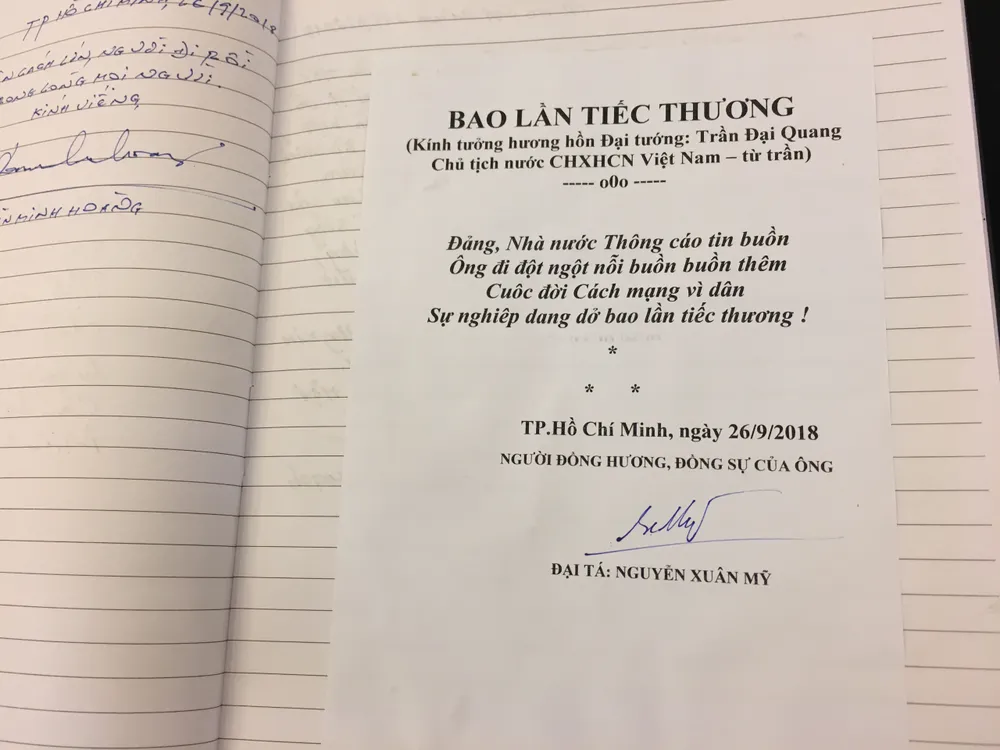 TP HỒ CHÍ MINH, 26/9/2018
NGƯỜI ĐI RỒI
LÒNG MỌI NGƯỜI.
KÍNH VIẾNG
MINH HOÀNG
BAO LẦN TIẾC THƯƠNG
(Kính tưởng hương hồn Đại tướng: Trần Đại Quang
Chủ tịch nước CHXHCN Việt Nam – từ trần)
----- o0o -----
Đảng, Nhà nước Thông cáo tin buồn
Ông đi đột ngột nỗi buồn buồn thêm
Cuôc đời Cách mạng vì dân
Sự nghiêp dang dở bao lần tiếc thương !
*
* *
TP.Hồ Chí Minh, ngày 26/9/2018
NGƯỜI ĐỒNG HƯƠNG, ĐỒNG SỰ CỦA ÔNG
ĐẠI TÁ: NGUYỄN XUÂN MỸ